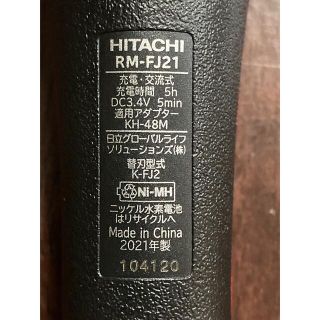 HITACHI
RM-FJ21
充電・交流式
充電時間 5h
DC3.4V 5min
適用アダプター
KH-48M
日立グローバルライフ
ソリューションズ(株)
替刃型式
K-FJ2
Ni-MH
ニッケル水素電池
はリサイクルへ
Made in China
2021年製
104120